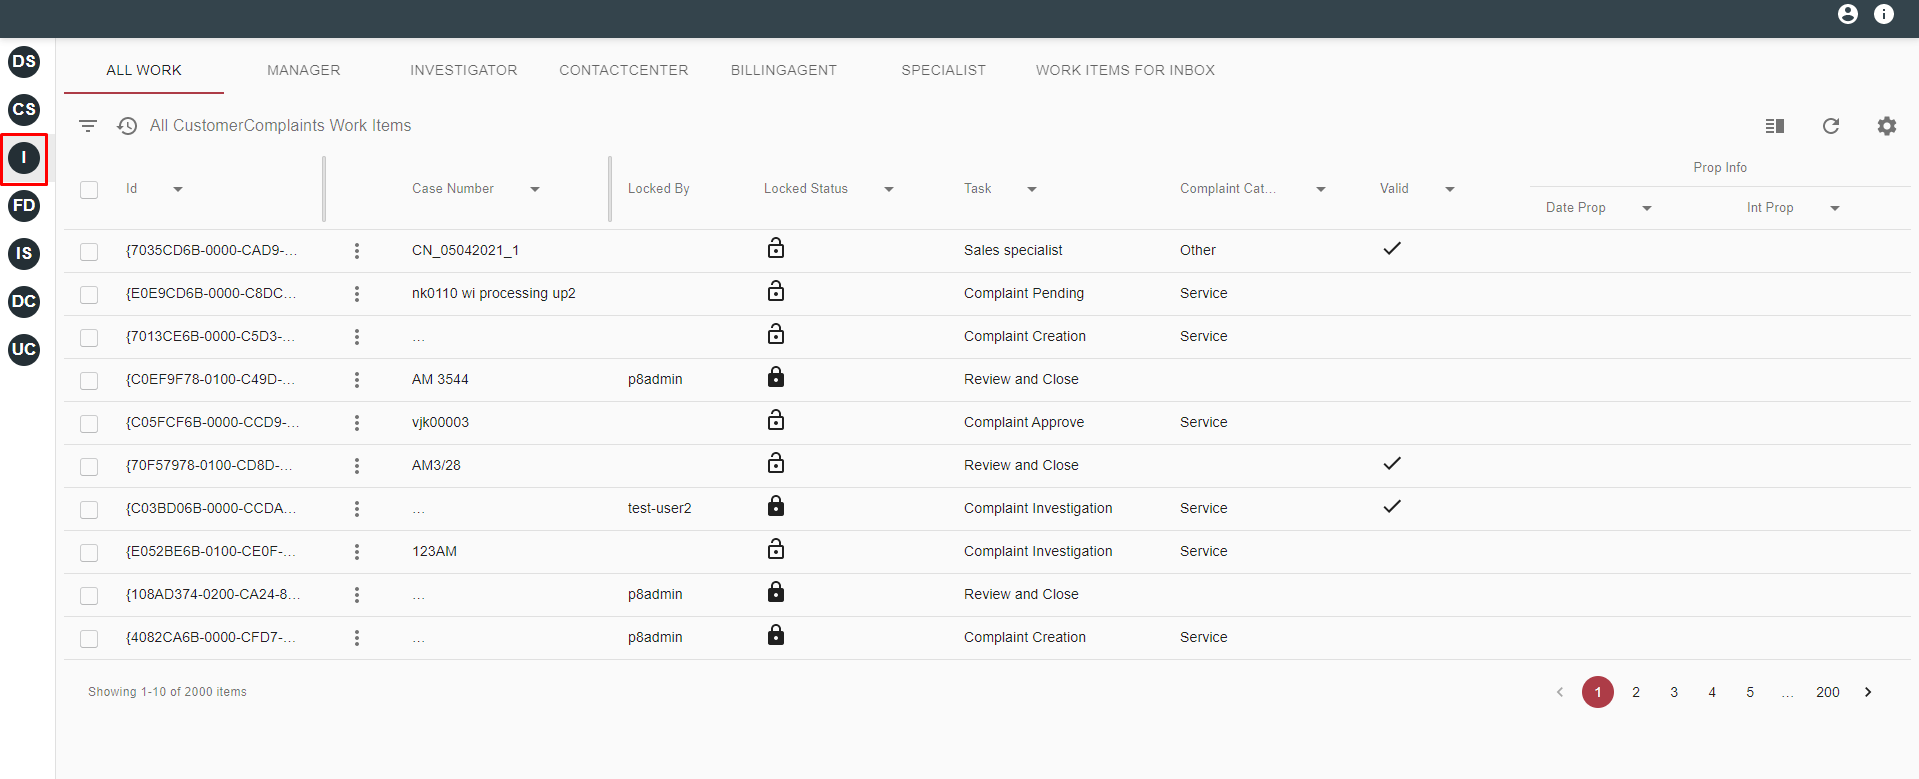 DS
CS
I
FD
IS
DC
UC
ALL WORK MANAGER INVESTIGATOR CONTACTCENTER BILLINGAGENT SPECIALIST WORK ITEMS FOR INBOX
All CustomerComplaints Work Items
Prop Info
Id Case Number Locked By Locked Status Task Complaint Cat... Valid
Date Prop Int Prop
{7035CD6B-0000-CAD9-... CN_05042021_1 Sales specialist Other
{E0E9CD6B-0000-C8DC... nk0110 wi processing up2 Complaint Pending Service
{7013CE6B-0000-C5D3-... ... Complaint Creation Service
{C0EF9F78-0100-C49D-... AM 3544 p8admin Review and Close
{C05FCF6B-0000-CCD9-... vjk00003 Complaint Approve Service
{70F57978-0100-CD8D-... AM3/28 Review and Close
{C03BD06B-0000-CCDA... ... test-user2 Complaint Investigation Service
{E052BE6B-0100-CE0F-... 123AM Complaint Investigation Service
{108AD374-0200-CA24-8... ... p8admin Review and Close
{4082CA6B-0000-CFD7-... ... p8admin Complaint Creation Service
Showing 1-10 of 2000 items 1 2 3 4 5 ... 200